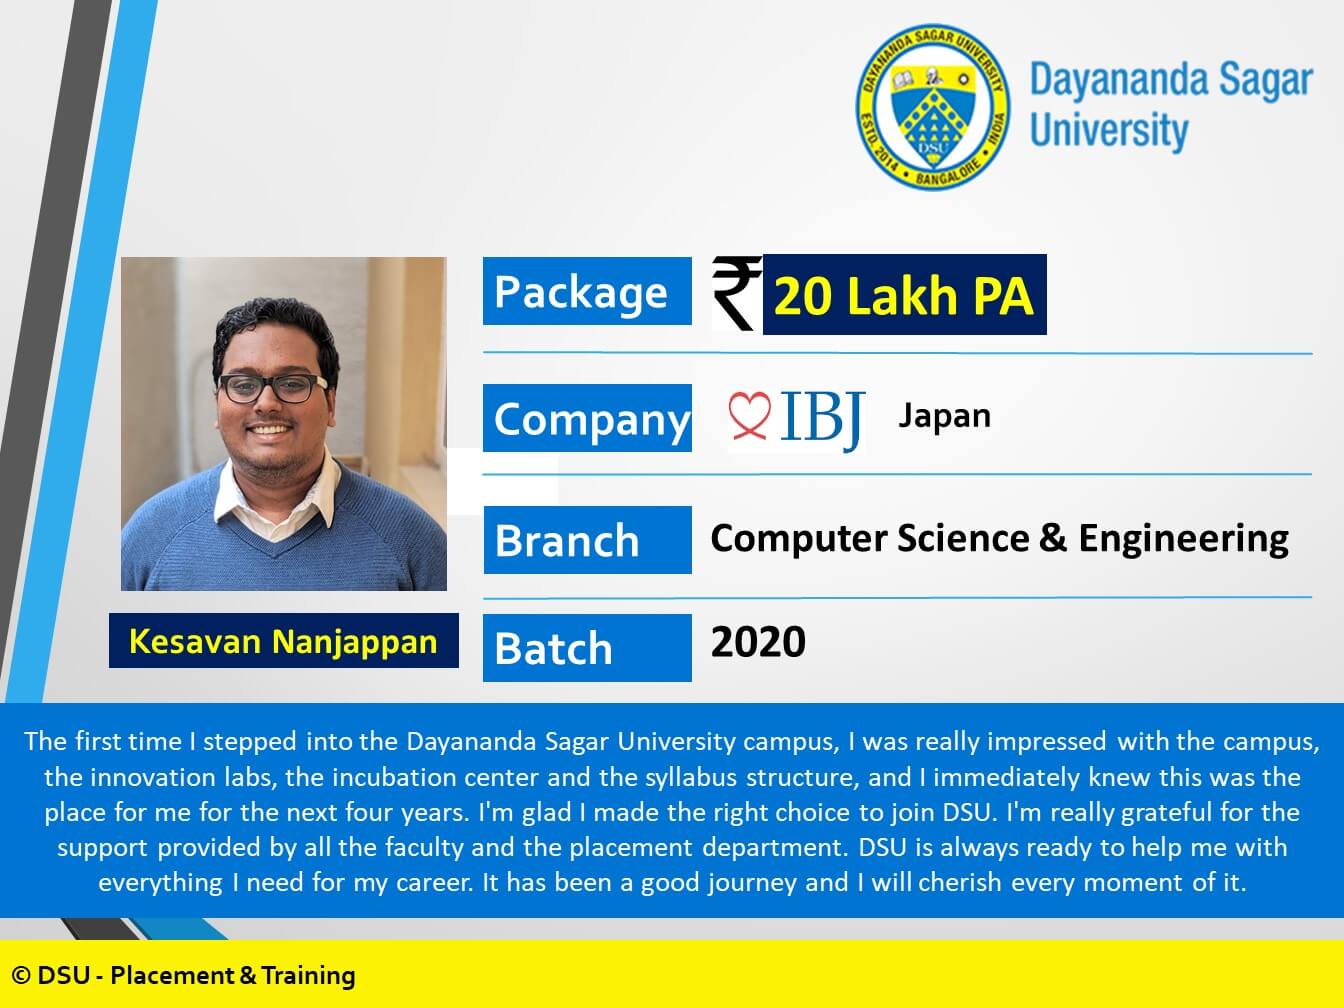 DAYANANDA SAGAR UNIVERSITY
ESTD. 2014 • BANGALORE • INDIA
DSU
Dayananda Sagar
University
Package ₹ 20 Lakh PA
Company IBJ Japan
Branch Computer Science & Engineering
Kesavan Nanjappan
Batch 2020
The first time I stepped into the Dayananda Sagar University campus, I was really impressed with the campus,
the innovation labs, the incubation center and the syllabus structure, and I immediately knew this was the
place for me for the next four years. I'm glad I made the right choice to join DSU. I'm really grateful for the
support provided by all the faculty and the placement department. DSU is always ready to help me with
everything I need for my career. It has been a good journey and I will cherish every moment of it.
© DSU - Placement & Training